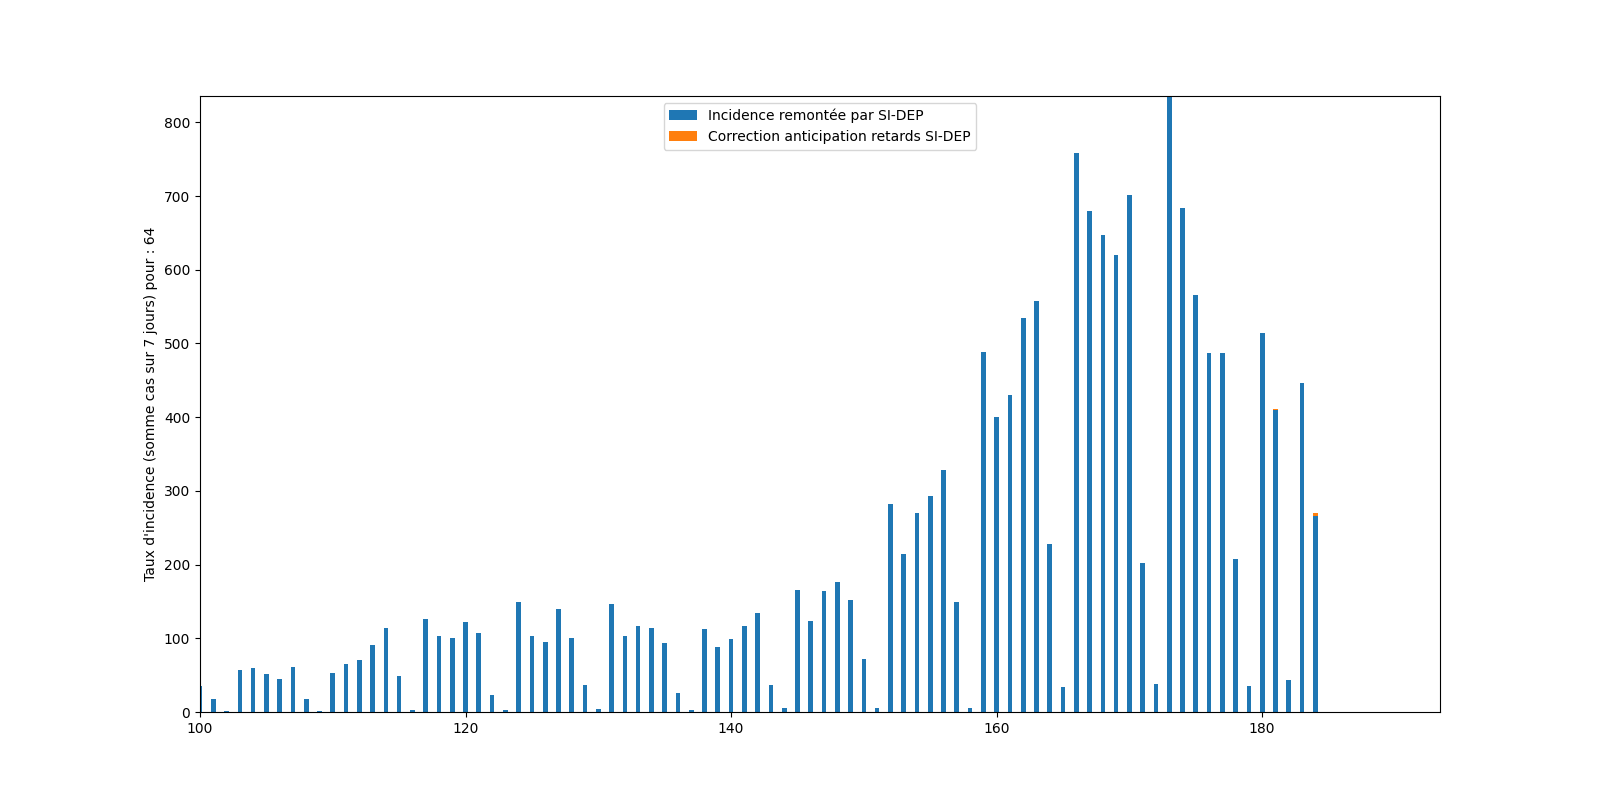 Incidence remontée par SI-DEP
Correction anticipation retards SI-DEP
Taux d'incidence (somme cas sur 7 jours) pour : 64
800
700
600
500
400
300
200
100
0
100 120 140 160 180